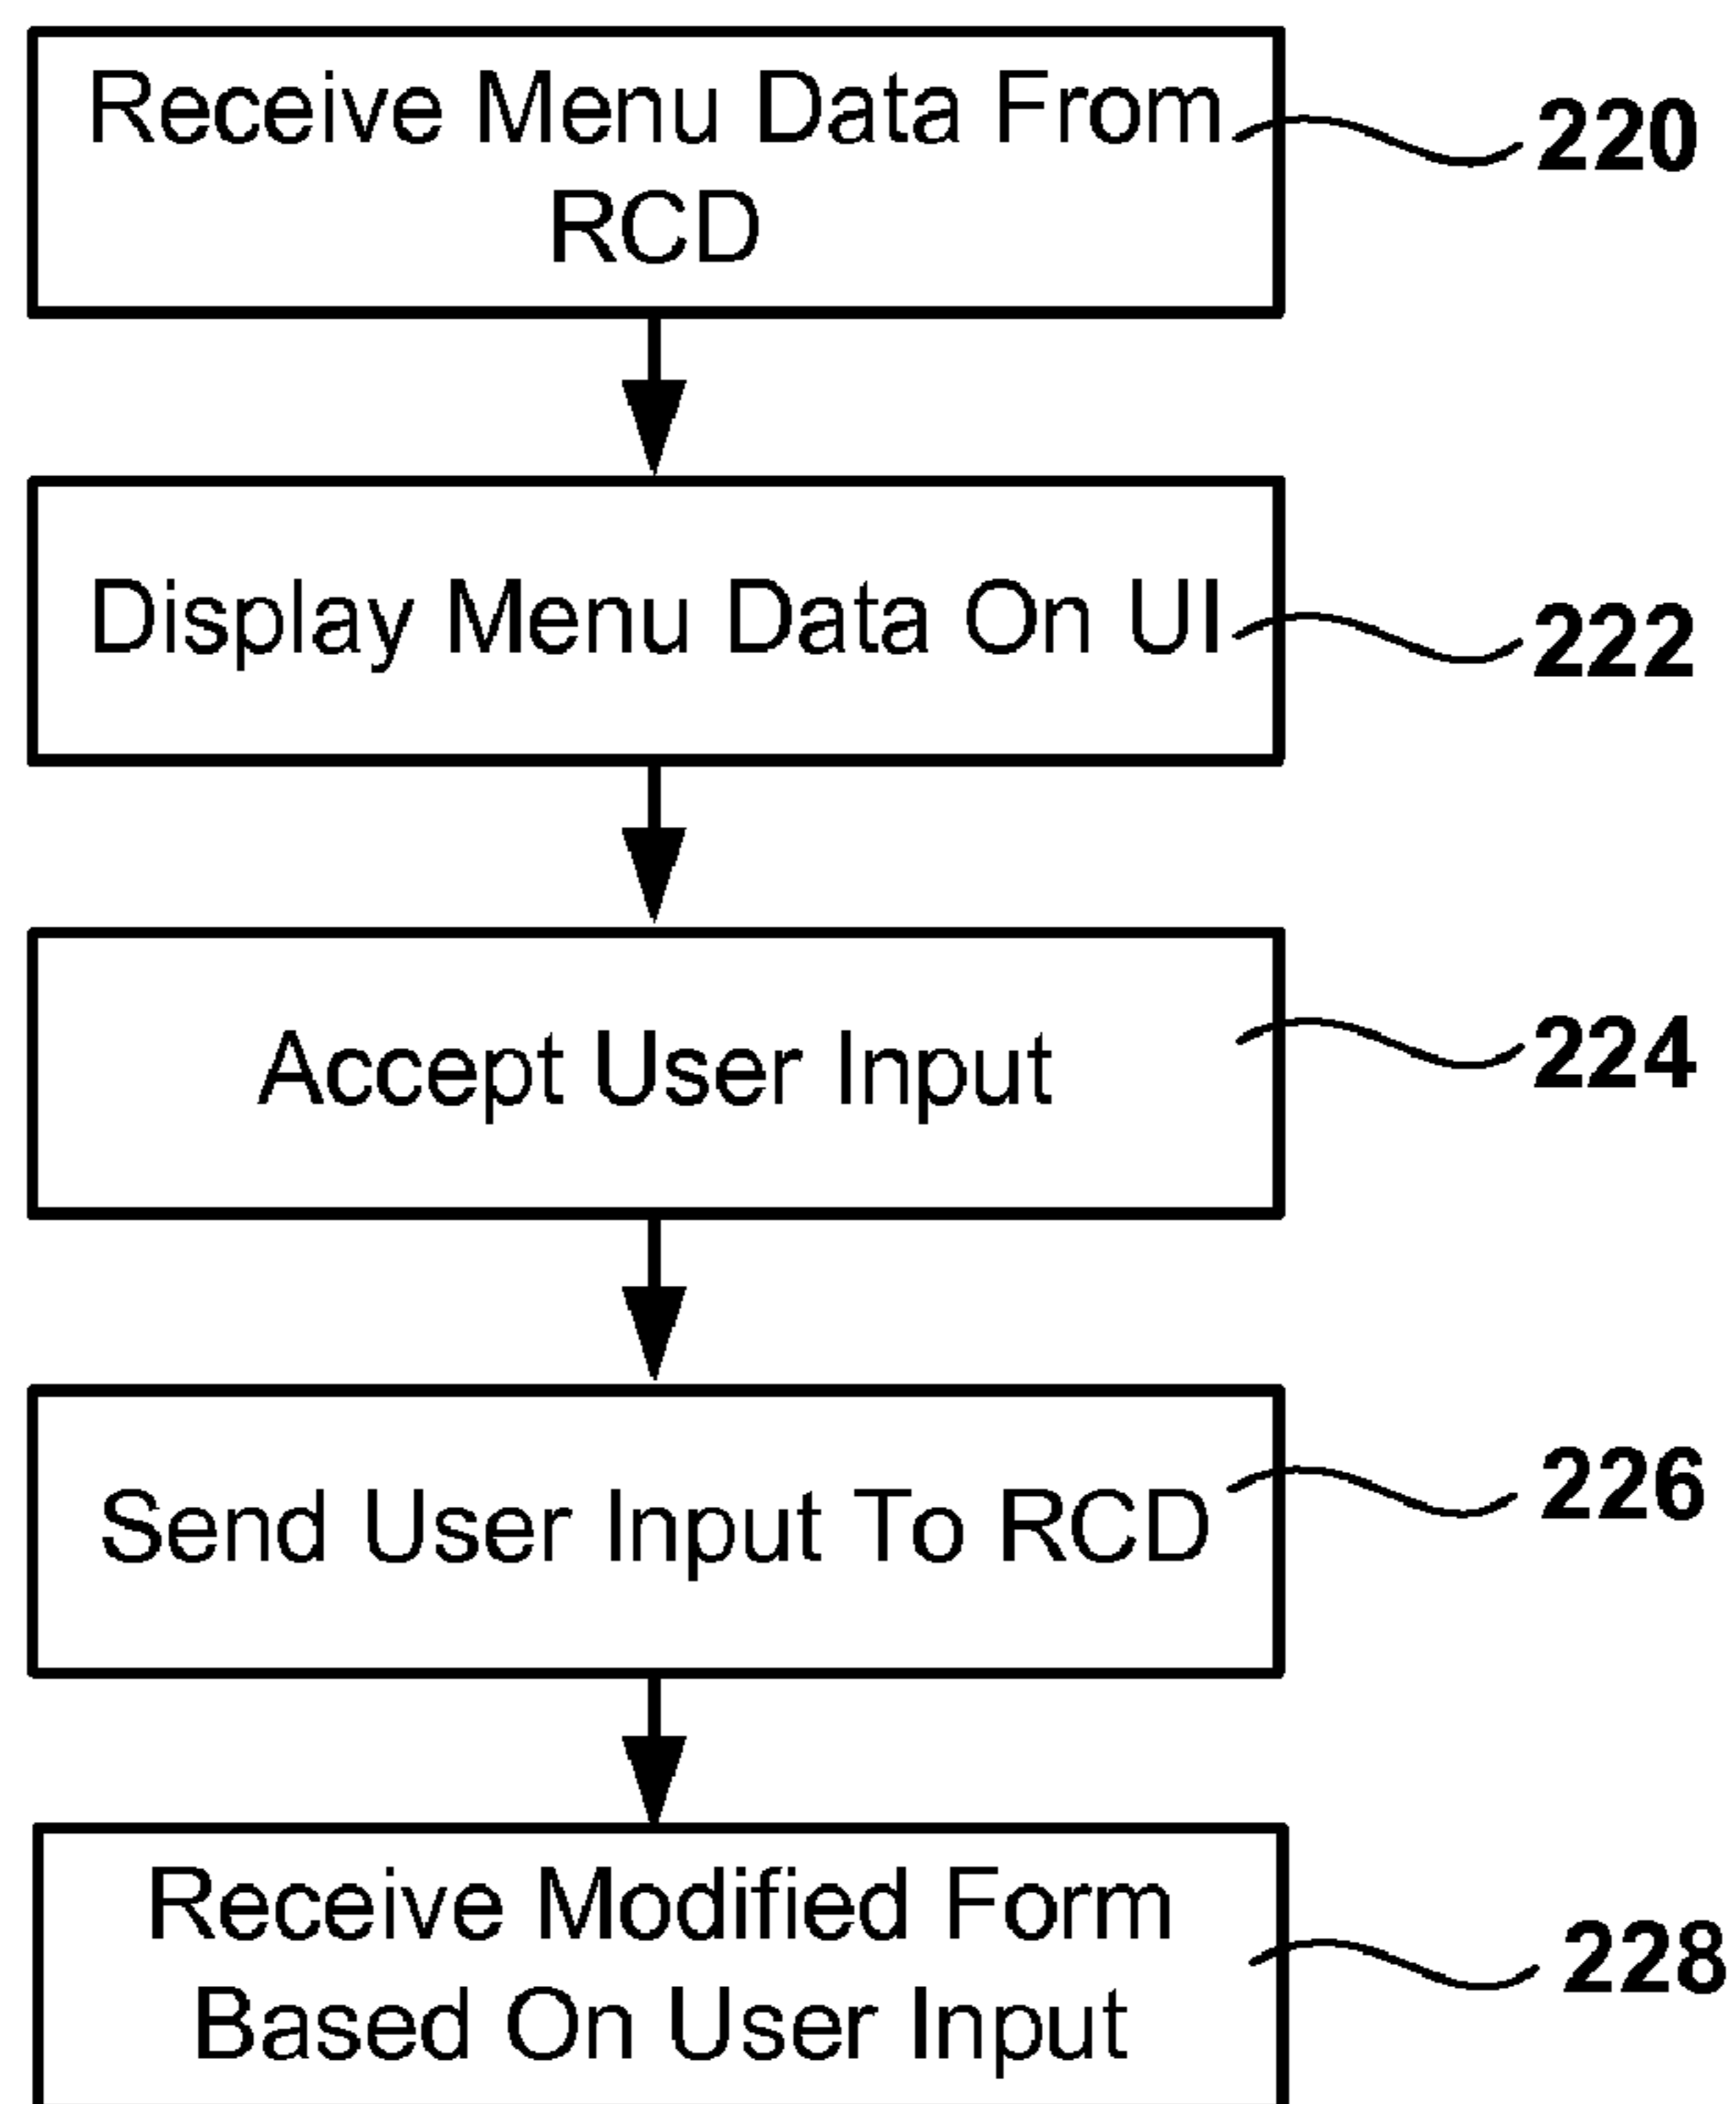 Receive Menu Data From
RCD
220
Display Menu Data On UI
222
Accept User Input
224
Send User Input To RCD
226
Receive Modified Form
Based On User Input
228